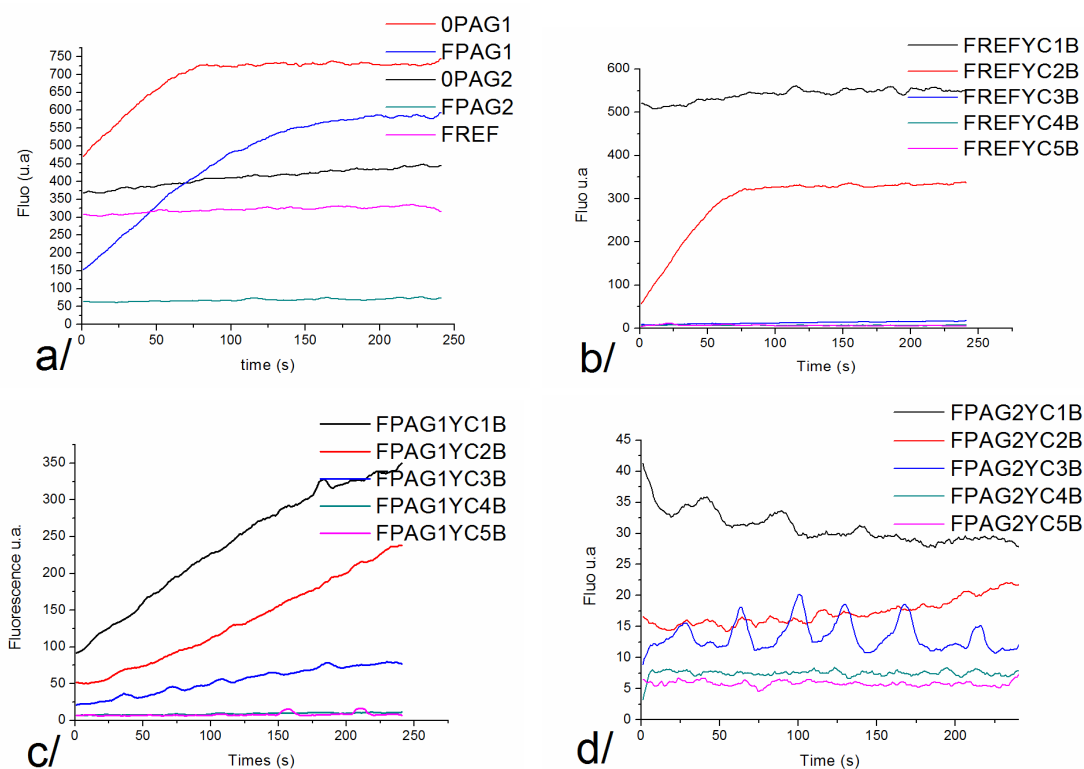 0PAG1
FPAG1
0PAG2
FPAG2
FREF
750
700
650
600
550
500
450
400
350
300
250
200
150
100
50
0
Fluo (u.a)
0 50 100 150 200 250
time (s)
a/
FREFYC1B
FREFYC2B
FREFYC3B
FREFYC4B
FREFYC5B
600
500
400
300
200
100
0
Fluo u.a
0 50 100 150 200 250
Time (s)
b/
FPAG1YC1B
FPAG1YC2B
FPAG1YC3B
FPAG1YC4B
FPAG1YC5B
350
300
250
200
150
100
50
0
Fluorescence u.a.
0 50 100 150 200 250
Times (s)
c/
FPAG2YC1B
FPAG2YC2B
FPAG2YC3B
FPAG2YC4B
FPAG2YC5B
45
40
35
30
25
20
15
10
5
0
Fluo u.a
0 50 100 150 200
Time (s)
d/